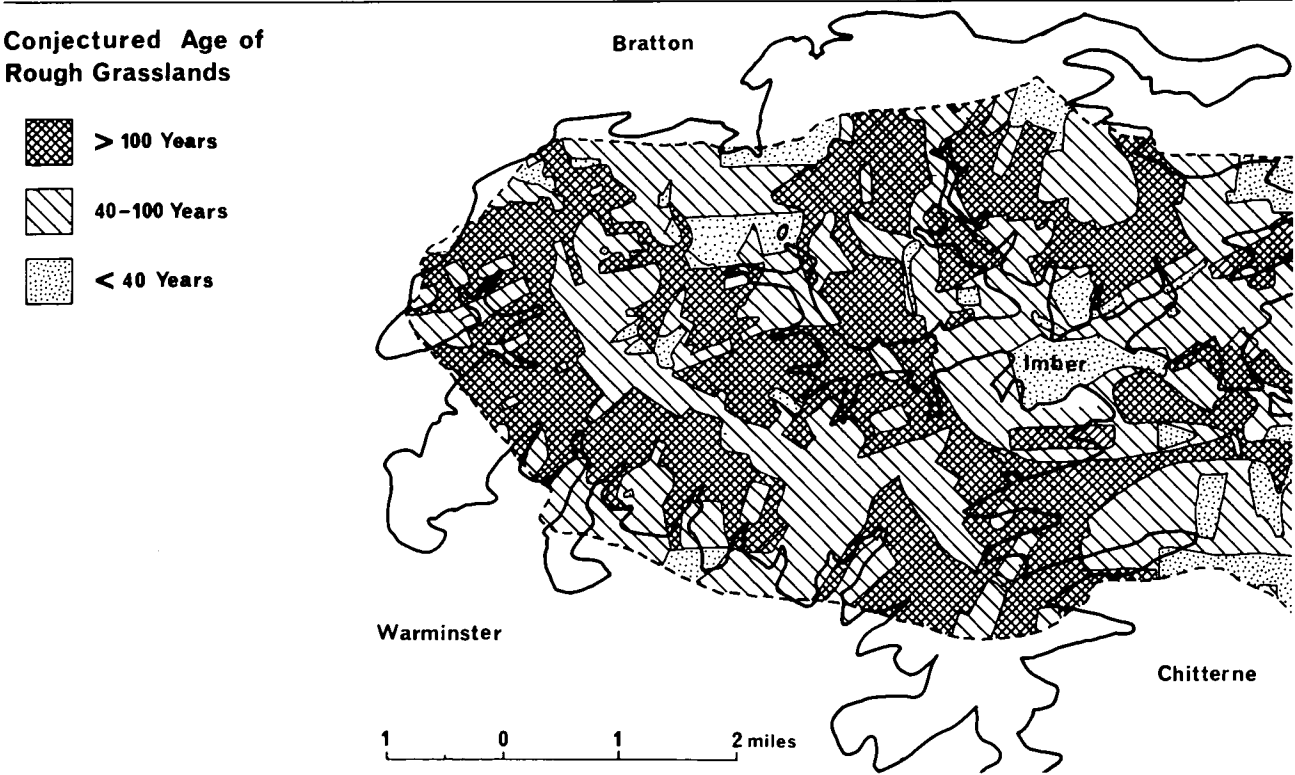 Conjectured Age of
Rough Grasslands
> 100 Years
40-100 Years
< 40 Years
Bratton
Imber
Warminster
Chitterne
1 0 1 2 miles